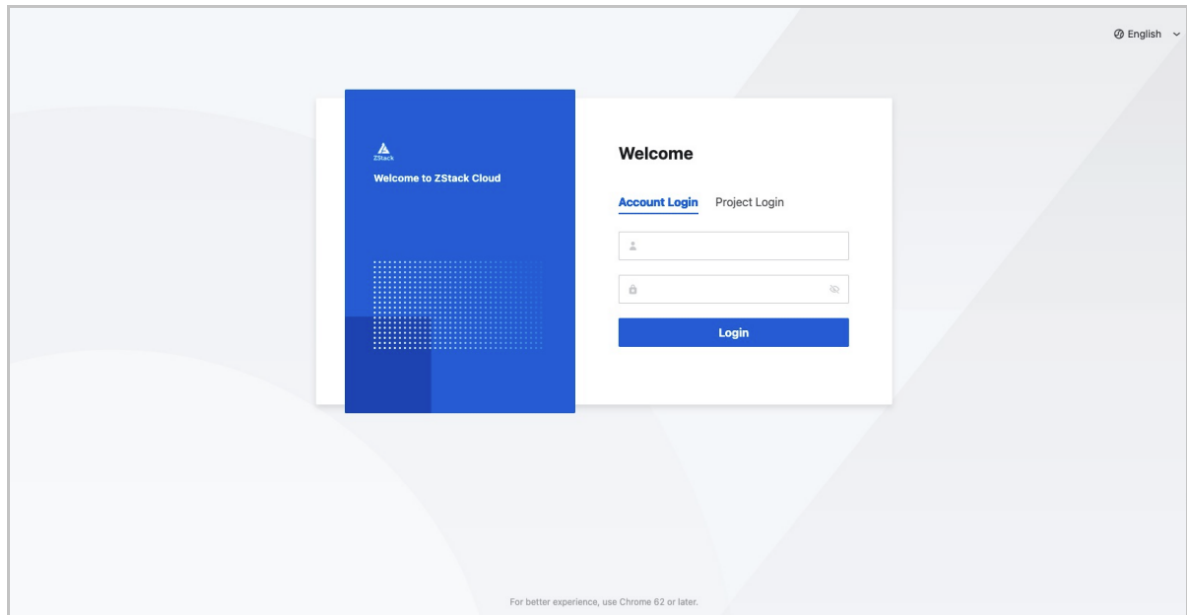 English
ZStack
Welcome to ZStack Cloud
Welcome
Account Login Project Login
Login
For better experience, use Chrome 62 or later.